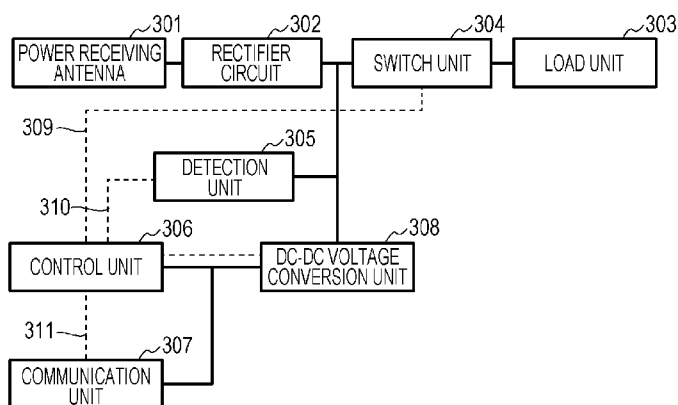 301
302
304
303
POWER RECEIVING
ANTENNA
RECTIFIER
CIRCUIT
SWITCH UNIT
LOAD UNIT
309
305
DETECTION
UNIT
310
306
308
CONTROL UNIT
DC-DC VOLTAGE
CONVERSION UNIT
311
307
COMMUNICATION
UNIT